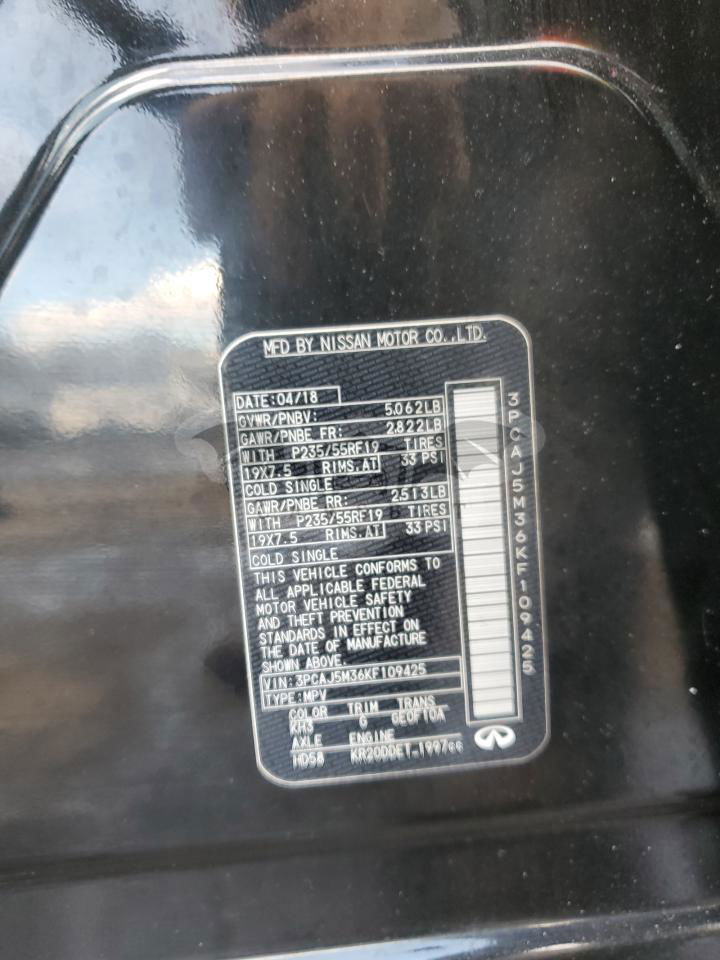 MFD BY NISSAN MOTOR CO.,LTD.
DATE:04/18
GVWR/PNBV: 5.062LB
GAWR/PNBE FR: 2.822LB
WITH P235/55RF19 TIRES
19X7.5 RIMS.AT 33 PSI
COLD SINGLE
GAWR/PNBE RR: 2.513LB
WITH P235/55RF19 TIRES
19X7.5 RIMS.AT 33 PSI
COLD SINGLE
THIS VEHICLE CONFORMS TO
ALL APPLICABLE FEDERAL
MOTOR VEHICLE SAFETY
AND THEFT PREVENTION
STANDARDS IN EFFECT ON
THE DATE OF MANUFACTURE
SHOWN ABOVE.
VIN: 3PCAJ5M36KF109425
TYPE:MPV
COLOR TRIM TRANS
KH3 G GE0F10A
AXLE ENGINE
HD58 KR20DDET 1997cc
3PCAJ5M36KF109425